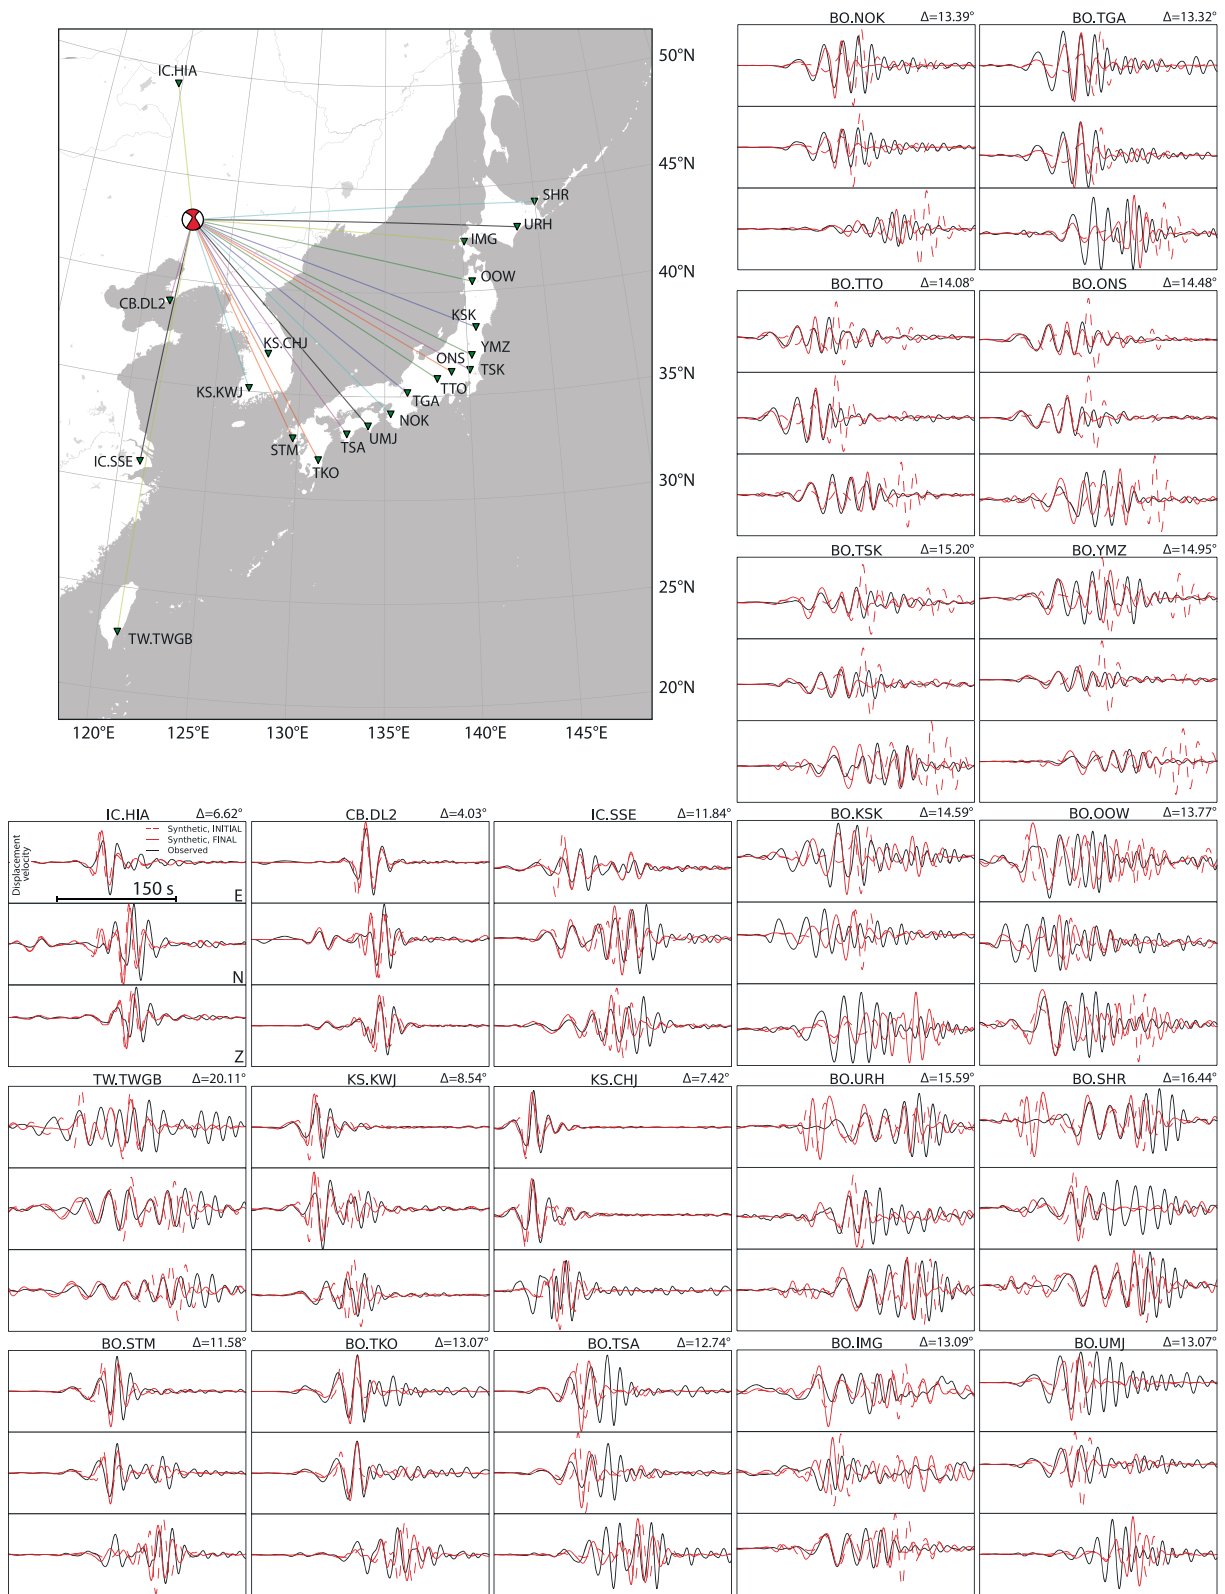 50°N
45°N
40°N
35°N
30°N
25°N
20°N
120°E 125°E 130°E 135°E 140°E 145°E
IC.HIA
SHR
URH
IMG
OOW
CB.DL2
KSK
KS.CHJ
YMZ
ONS
TSK
KS.KWJ
TTO
TGA
NOK
UMJ
STM
TSA
IC.SSE
TKO
TW.TWGB
BO.NOK Δ=13.39°
BO.TGA Δ=13.32°
BO.TTO Δ=14.08°
BO.ONS Δ=14.48°
BO.TSK Δ=15.20°
BO.YMZ Δ=14.95°
IC.HIA Δ=6.62°
Synthetic, INITIAL
Synthetic, FINAL
Observed
Displacement
velocity
150 s
E
N
Z
CB.DL2 Δ=4.03°
IC.SSE Δ=11.84°
BO.KSK Δ=14.59°
BO.OOW Δ=13.77°
TW.TWGB Δ=20.11°
KS.KWJ Δ=8.54°
KS.CHJ Δ=7.42°
BO.URH Δ=15.59°
BO.SHR Δ=16.44°
BO.STM Δ=11.58°
BO.TKO Δ=13.07°
BO.TSA Δ=12.74°
BO.IMG Δ=13.09°
BO.UMJ Δ=13.07°